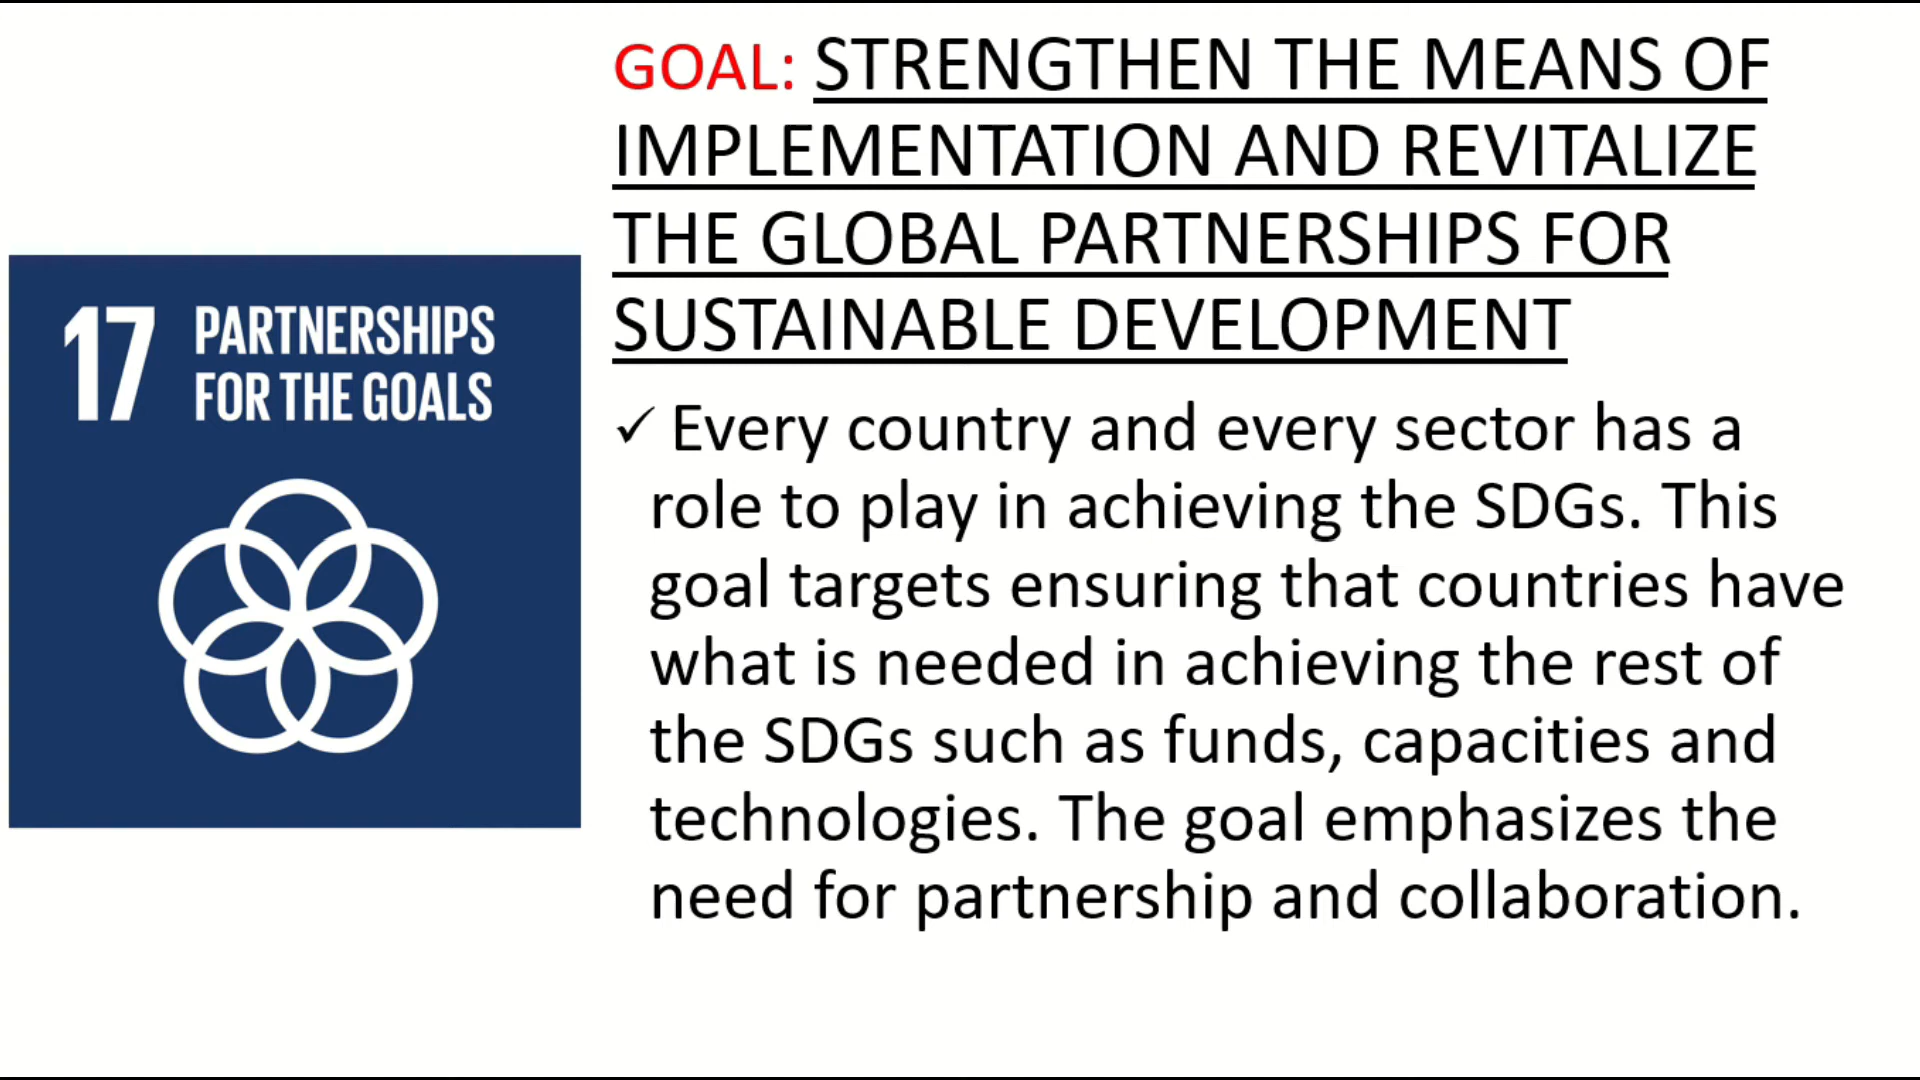 GOAL: STRENGTHEN THE MEANS OF
IMPLEMENTATION AND REVITALIZE
THE GLOBAL PARTNERSHIPS FOR
SUSTAINABLE DEVELOPMENT
17 PARTNERSHIPS
FOR THE GOALS
✓ Every country and every sector has a
role to play in achieving the SDGs. This
goal targets ensuring that countries have
what is needed in achieving the rest of
the SDGs such as funds, capacities and
technologies. The goal emphasizes the
need for partnership and collaboration.